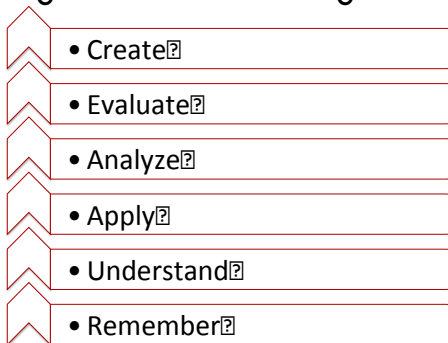 • Create⍰
• Evaluate⍰
• Analyze⍰
• Apply⍰
• Understand⍰
• Remember⍰